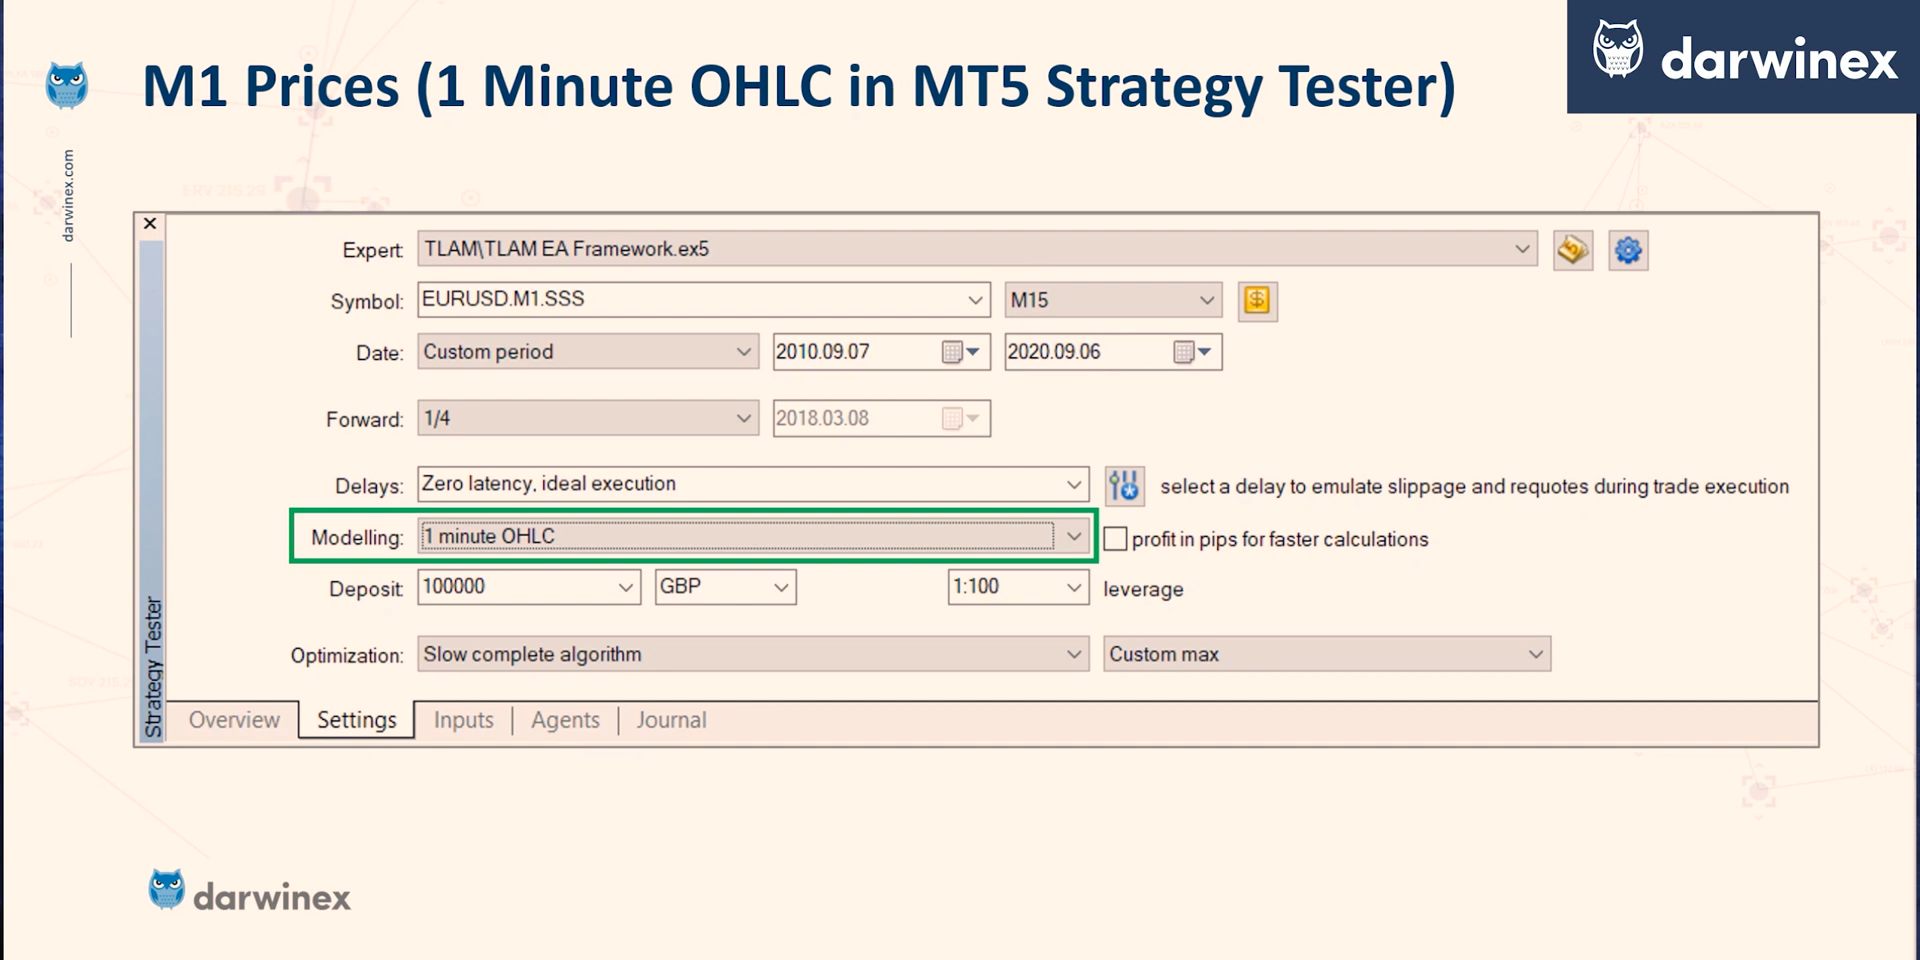 M1 Prices (1 Minute OHLC in MT5 Strategy Tester)
darwinex
darwinex.com
Expert TLAM\TLAM EA Framework.ex5
Symbol: EURUSD.M1.SSS M15
Date: Custom period 2010.09.07 2020.09.06
Forward: 1/4 2018.03.08
Delays: Zero latency, ideal execution select a delay to emulate slippage and requotes during trade execution
Modelling: 1 minute OHLC profit in pips for faster calculations
Deposit 100000 GBP 1:100 leverage
Optimization: Slow complete algorithm Custom max
Strategy Tester
Overview Settings Inputs Agents Journal
darwinex